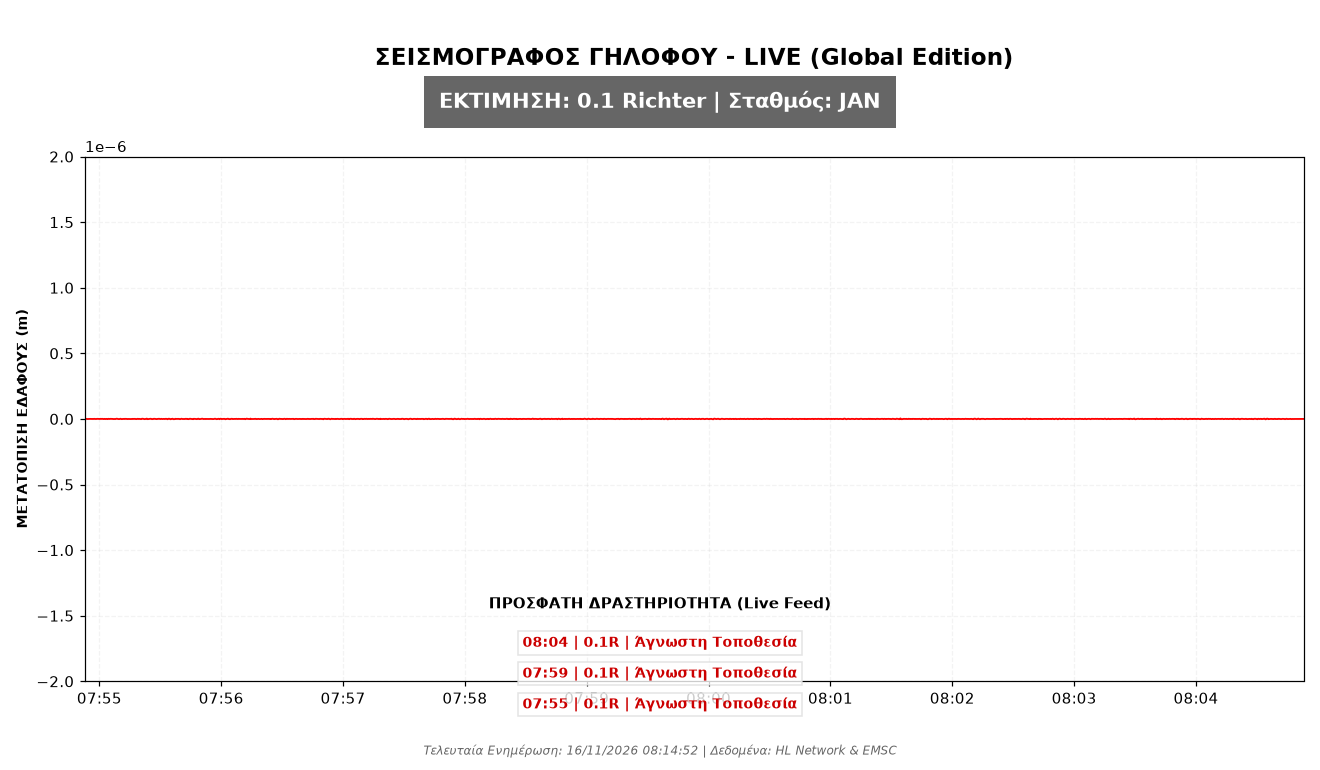 ΣΕΙΣΜΟΓΡΑΦΟΣ ΓΗΛΟΦΟΥ - LIVE (Global Edition)
ΕΚΤΙΜΗΣΗ: 0.1 Richter | Σταθμός: JAN
1e−6
2.0
1.5
1.0
0.5
0.0
−0.5
−1.0
−1.5
−2.0
ΜΕΤΑΤΟΠΙΣΗ ΕΔΑΦΟΥΣ (m)
ΠΡΟΣΦΑΤΗ ΔΡΑΣΤΗΡΙΟΤΗΤΑ (Live Feed)
08:04 | 0.1R | Άγνωστη Τοποθεσία
07:59 | 0.1R | Άγνωστη Τοποθεσία
07:55 | 0.1R | Άγνωστη Τοποθεσία
07:55 07:56 07:57 07:58 07:59 08:00 08:01 08:02 08:03 08:04
Τελευταία Ενημέρωση: 16/11/2026 08:14:52 | Δεδομένα: HL Network & EMSC